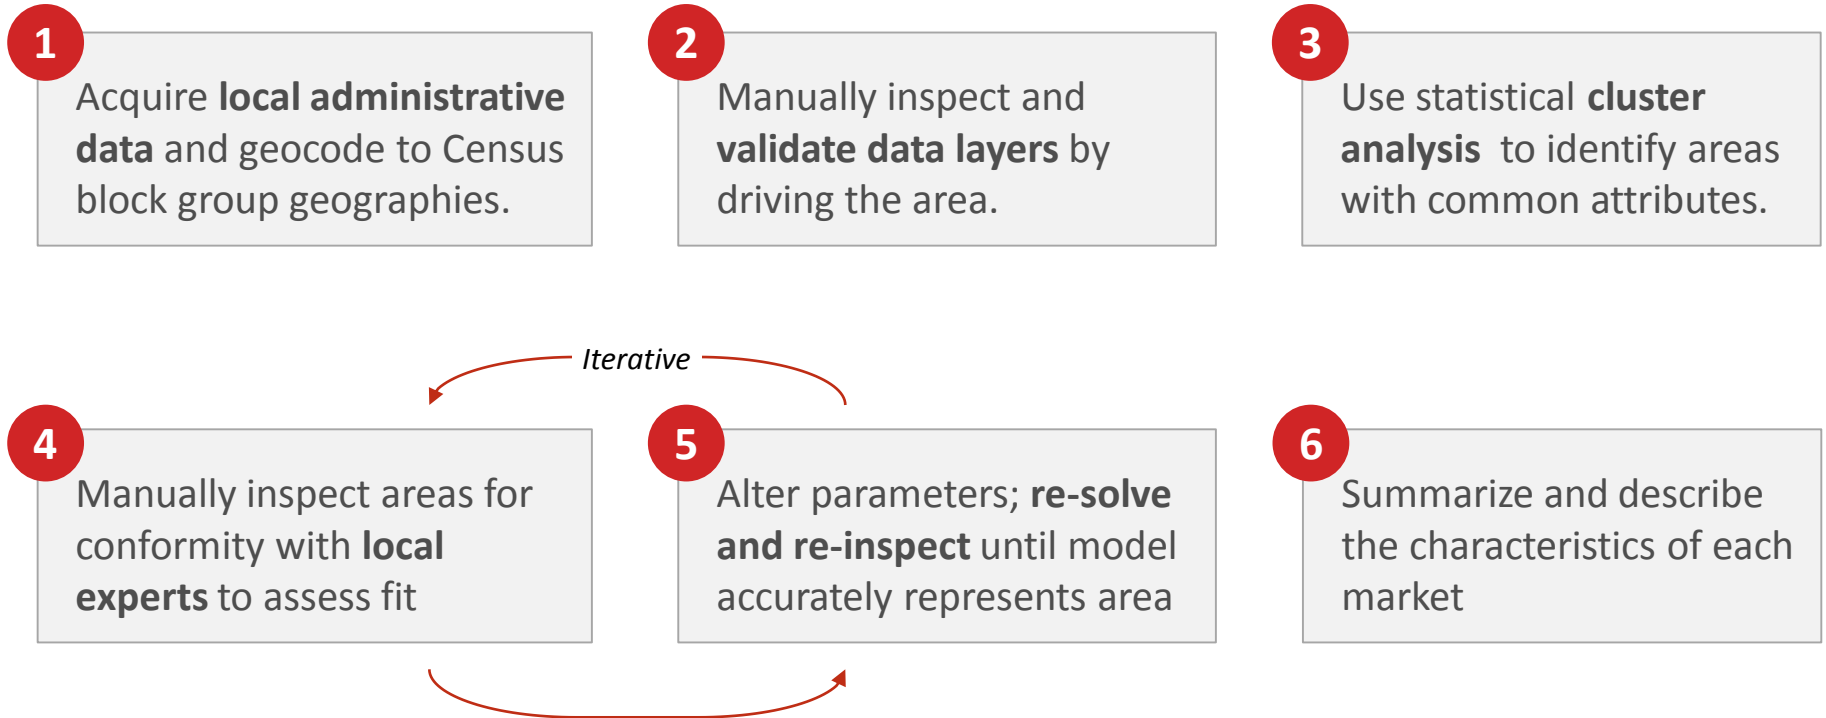 1
Acquire local administrative
data and geocode to Census
block group geographies.
2
Manually inspect and
validate data layers by
driving the area.
3
Use statistical cluster
analysis to identify areas
with common attributes.
Iterative
4
Manually inspect areas for
conformity with local
experts to assess fit
5
Alter parameters; re-solve
and re-inspect until model
accurately represents area
6
Summarize and describe
the characteristics of each
market